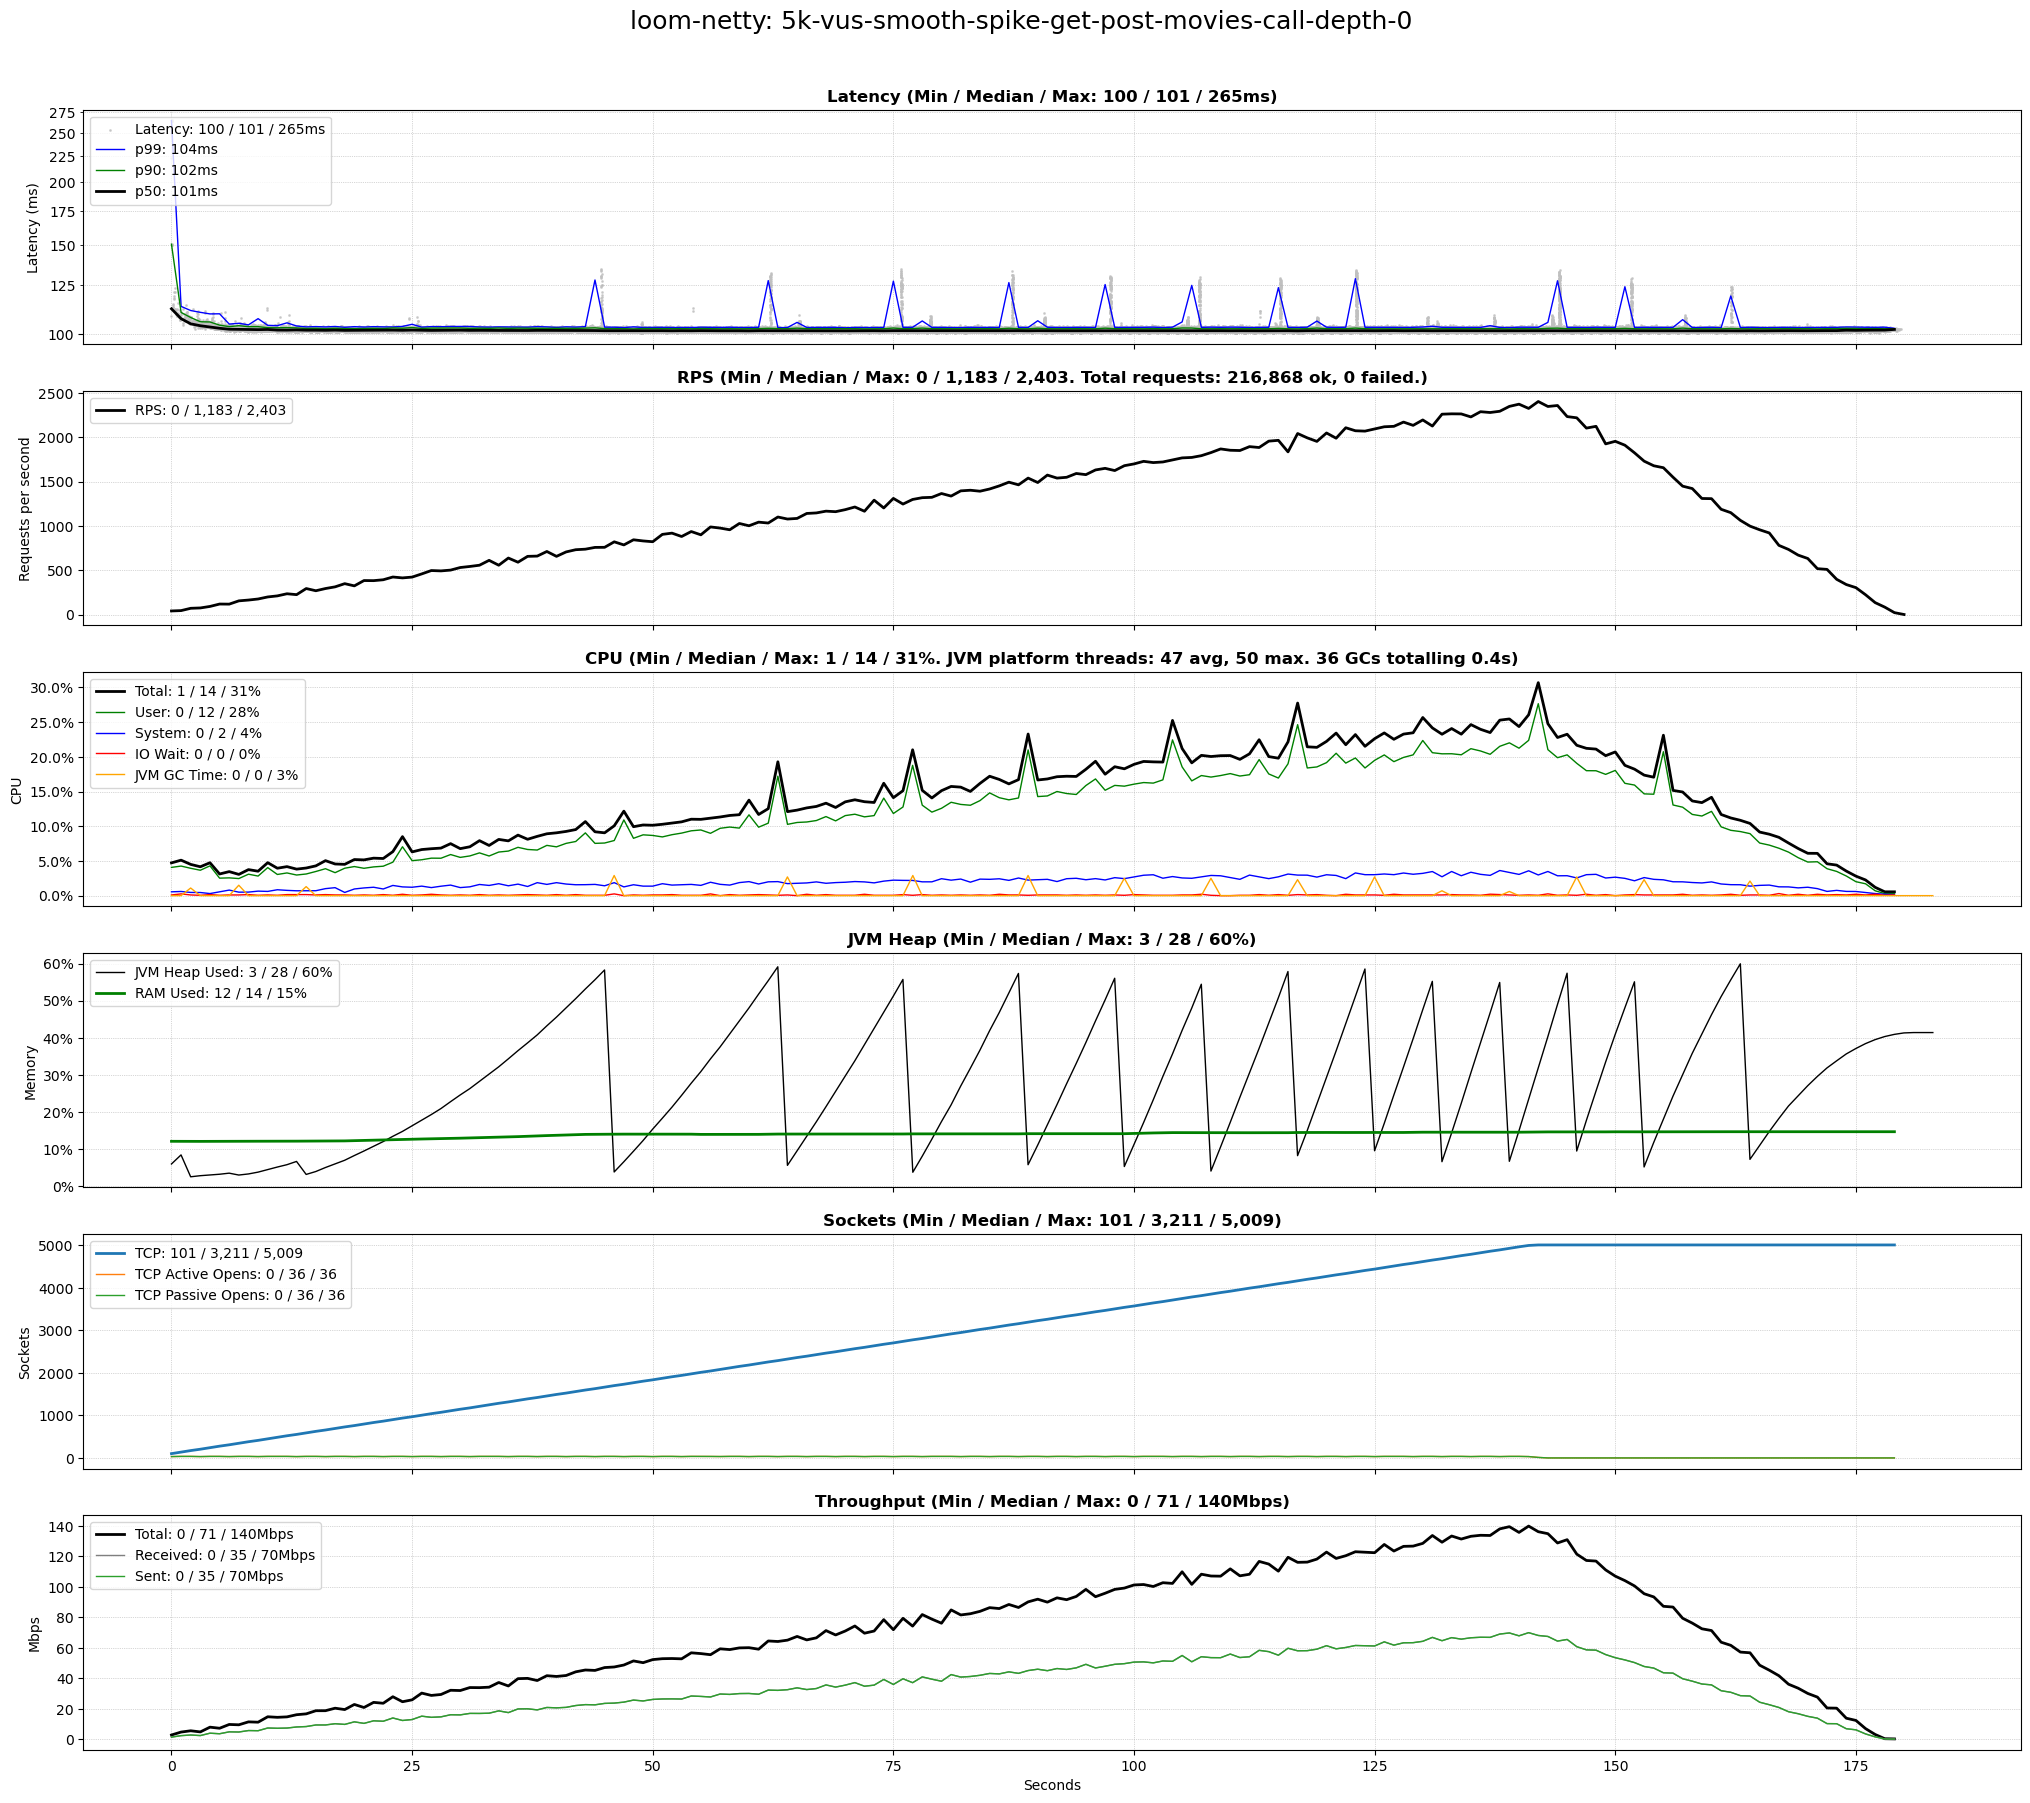 loom-netty: 5k-vus-smooth-spike-get-post-movies-call-depth-0
Latency (Min / Median / Max: 100 / 101 / 265ms)
Latency (ms)
275
250
225
200
175
150
125
100
Latency: 100 / 101 / 265ms
p99: 104ms
p90: 102ms
p50: 101ms
RPS (Min / Median / Max: 0 / 1,183 / 2,403. Total requests: 216,868 ok, 0 failed.)
Requests per second
2500
2000
1500
1000
500
0
RPS: 0 / 1,183 / 2,403
CPU (Min / Median / Max: 1 / 14 / 31%. JVM platform threads: 47 avg, 50 max. 36 GCs totalling 0.4s)
CPU
30.0%
25.0%
20.0%
15.0%
10.0%
5.0%
0.0%
Total: 1 / 14 / 31%
User: 0 / 12 / 28%
System: 0 / 2 / 4%
IO Wait: 0 / 0 / 0%
JVM GC Time: 0 / 0 / 3%
JVM Heap (Min / Median / Max: 3 / 28 / 60%)
Memory
60%
50%
40%
30%
20%
10%
0%
JVM Heap Used: 3 / 28 / 60%
RAM Used: 12 / 14 / 15%
Sockets (Min / Median / Max: 101 / 3,211 / 5,009)
Sockets
5000
4000
3000
2000
1000
0
TCP: 101 / 3,211 / 5,009
TCP Active Opens: 0 / 36 / 36
TCP Passive Opens: 0 / 36 / 36
Throughput (Min / Median / Max: 0 / 71 / 140Mbps)
Mbps
140
120
100
80
60
40
20
0
Total: 0 / 71 / 140Mbps
Received: 0 / 35 / 70Mbps
Sent: 0 / 35 / 70Mbps
0 25 50 75 100 125 150 175
Seconds